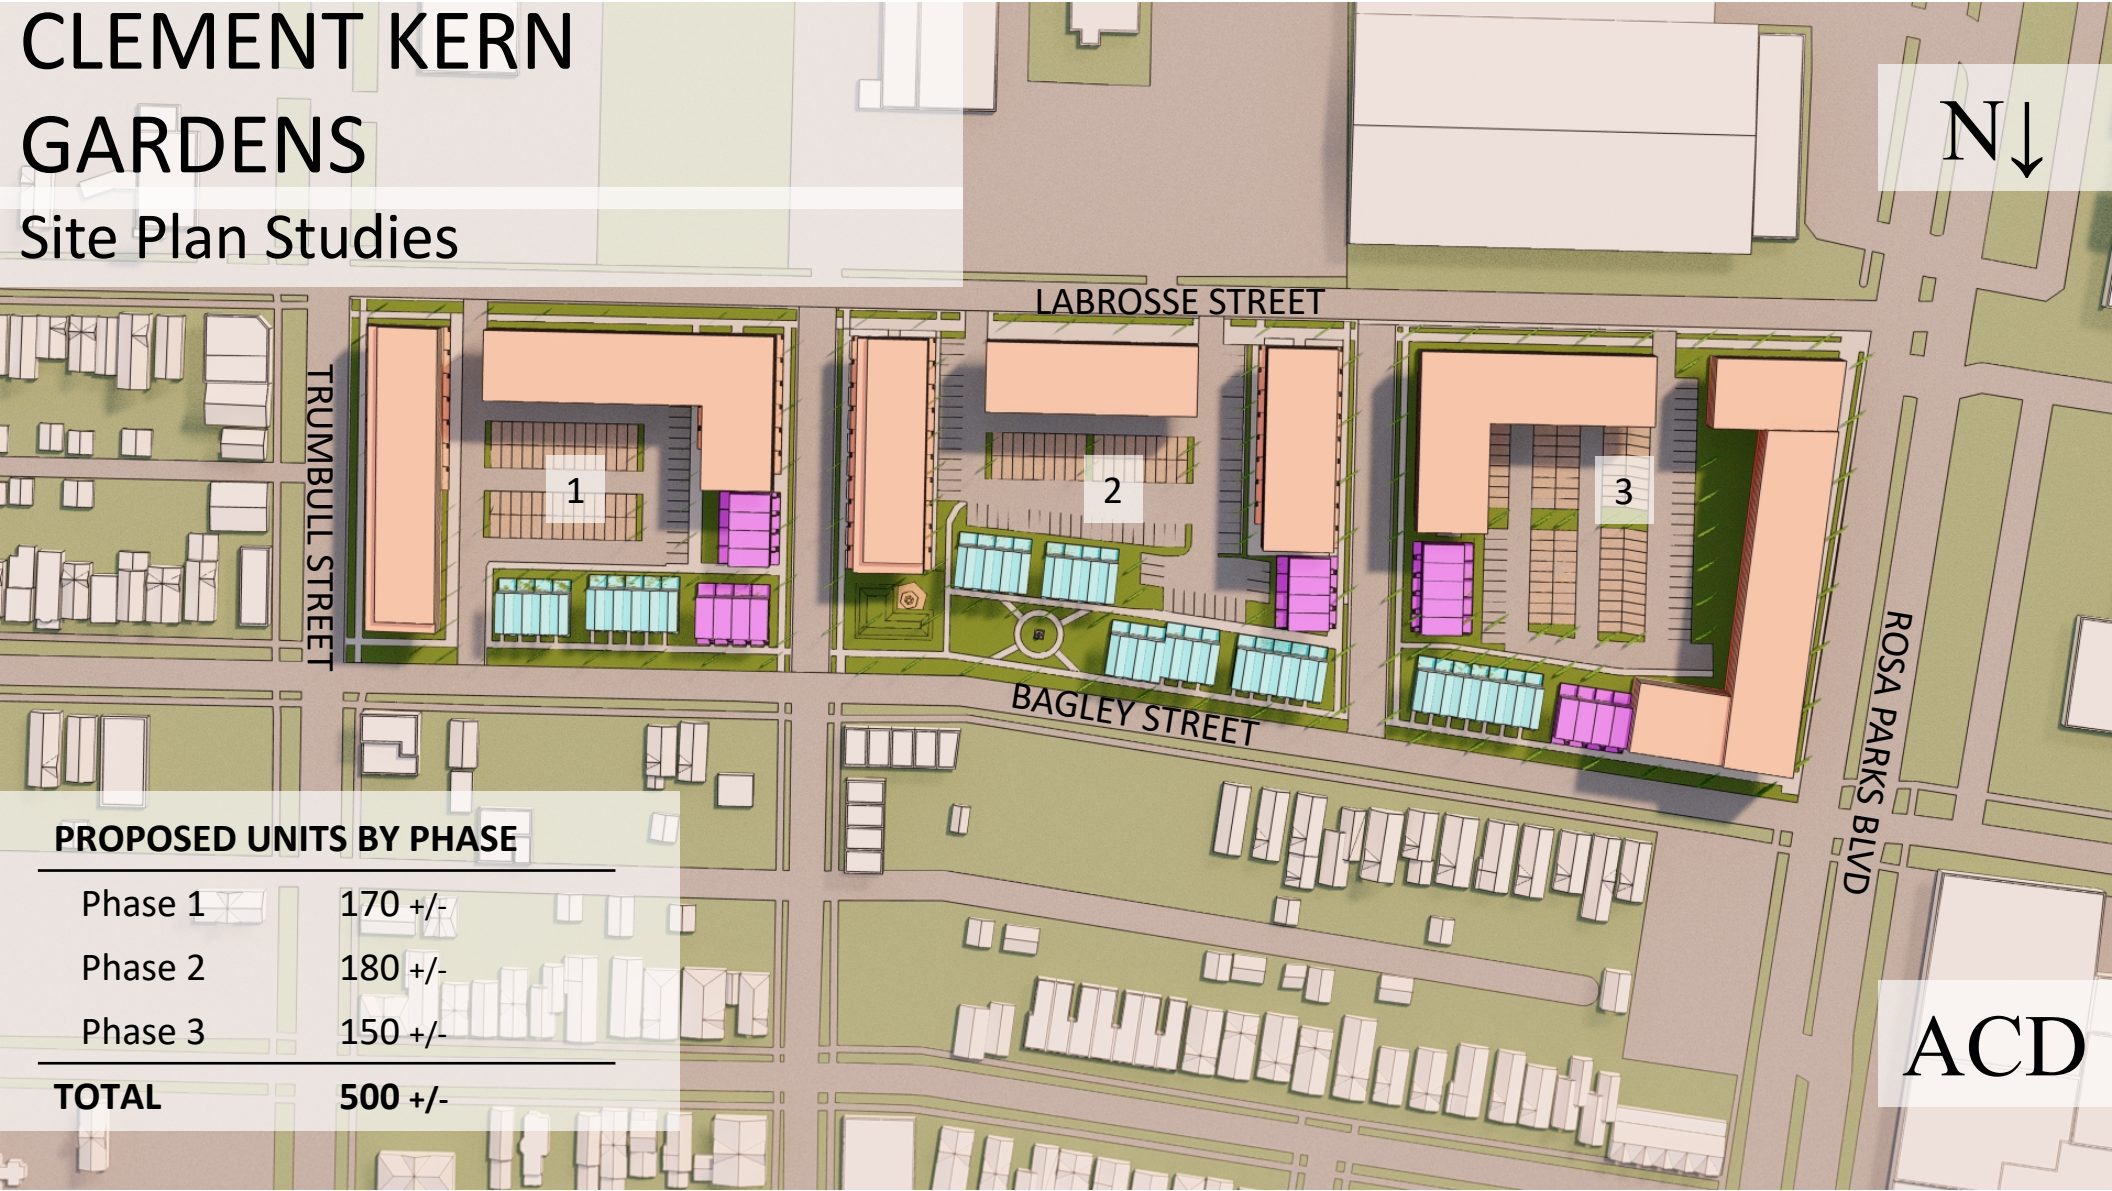 CLEMENT KERN
GARDENS
Site Plan Studies
N↓
LABROSSE STREET
TRUMBULL STREET
1
2
3
BAGLEY STREET
ROSA PARKS BLVD
PROPOSED UNITS BY PHASE
Phase 1 170 +/-
Phase 2 180 +/-
Phase 3 150 +/-
TOTAL 500 +/-
ACD